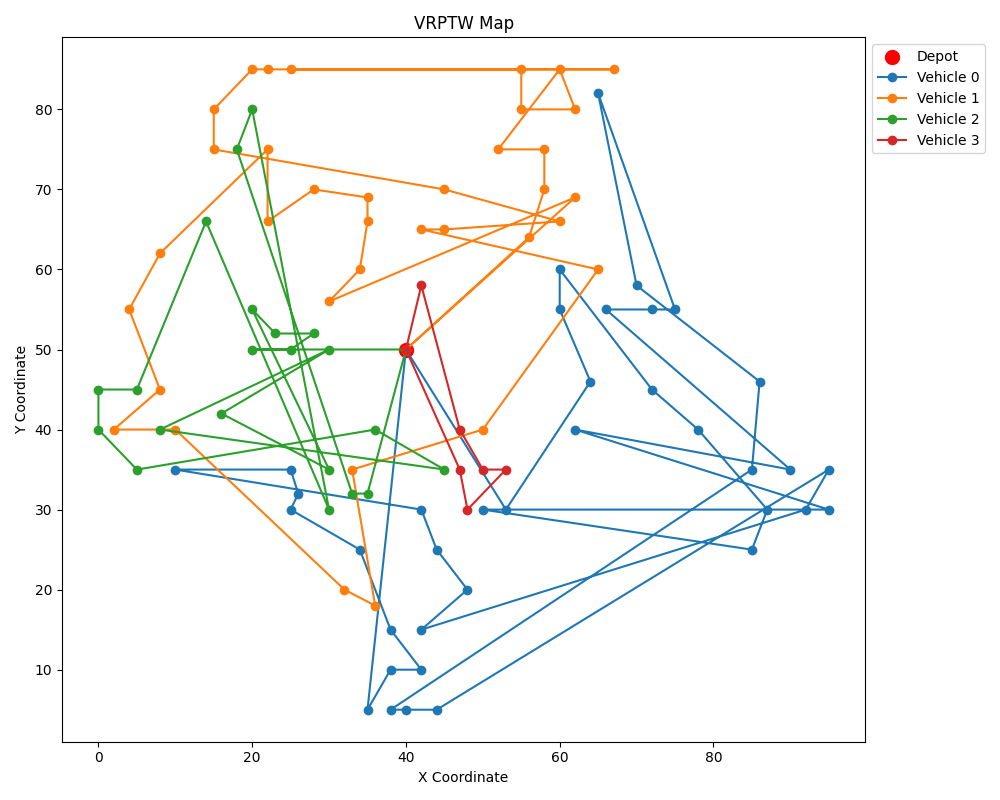 VRPTW Map
Depot
Vehicle 0
Vehicle 1
Vehicle 2
Vehicle 3
Y Coordinate
80
70
60
50
40
30
20
10
0
20
40
60
80
X Coordinate